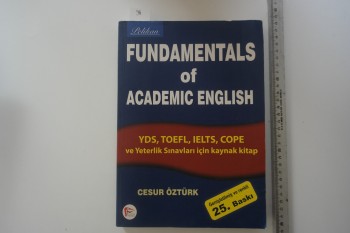 Pelikan
FUNDAMENTALS
of
ACADEMIC ENGLISH
YDS, TOEFL, IELTS, COPE
ve Yeterlik Sınavları için kaynak kitap
CESUR ÖZTÜRK
25. Baskı